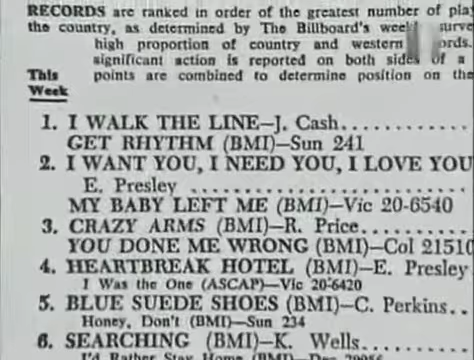 RECORDS are ranked in order of the greatest number of
the country, as determined by The Billboard's
high proportion of country and western
significant action is reported on both sides of a
This points are combined to determine position on the
Week
1. I WALK THE LINE—J. Cash..........
GET RHYTHM (BMI)—Sun 241
2. I WANT YOU, I NEED YOU, I LOVE YOU
E. Presley ......................
MY BABY LEFT ME (BMI)—Vic 20-6540
3. CRAZY ARMS (BMI)—R. Price........
YOU DONE ME WRONG (BMI)—Col 21510
4. HEARTBREAK HOTEL (BMI)—E. Presley
I Was the One (ASCAP)—Vic 20-6420
5. BLUE SUEDE SHOES (BMI)—C. Perkins..
Honey, Don't (BMI)—Sun 234
6. SEARCHING (BMI)—K. Wells.......
I'd Rather Stay Home (BMI)—Dec